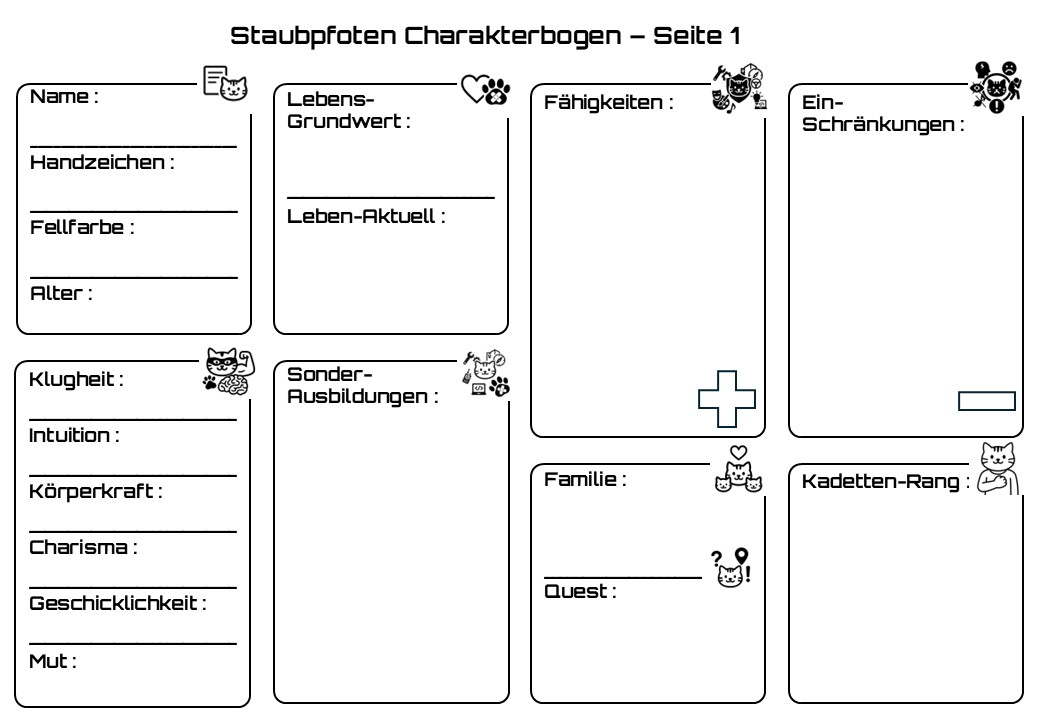 Staubpfoten Charakterbogen – Seite 1
Name :
Handzeichen :
Fellfarbe :
Alter :
Lebens-
Grundwert :
Leben-Aktuell :
Fähigkeiten :
Ein-
Schränkungen :
Klugheit :
Intuition :
Körperkraft :
Charisma :
Geschicklichkeit :
Mut :
Sonder-
Ausbildungen :
Familie :
Quest :
Kadetten-Rang :